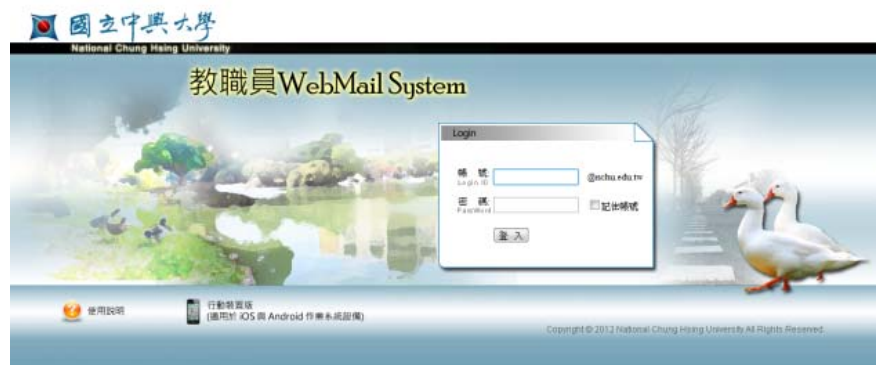 國立中興大學
National Chung Hsing University
教職員WebMail System
Login
帳 號:
@nchu.edu.tw
Login ID
密 碼:
記住帳號
PassWord
登 入
使用說明
行動裝置版
(適用於 iOS 與 Android 作業系統設備)
Copyright © 2012 National Chung Hsing University All Rights Reserved.